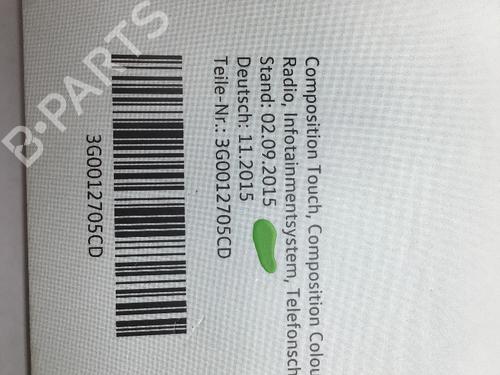 Composition Touch, Composition Colou
Radio, Infotainmentsystem, Telefonsch
Stand: 02.09.2015
Deutsch: 11.2015
Teile-Nr.: 3G0012705CD
3G0012705CD
B-PARTS